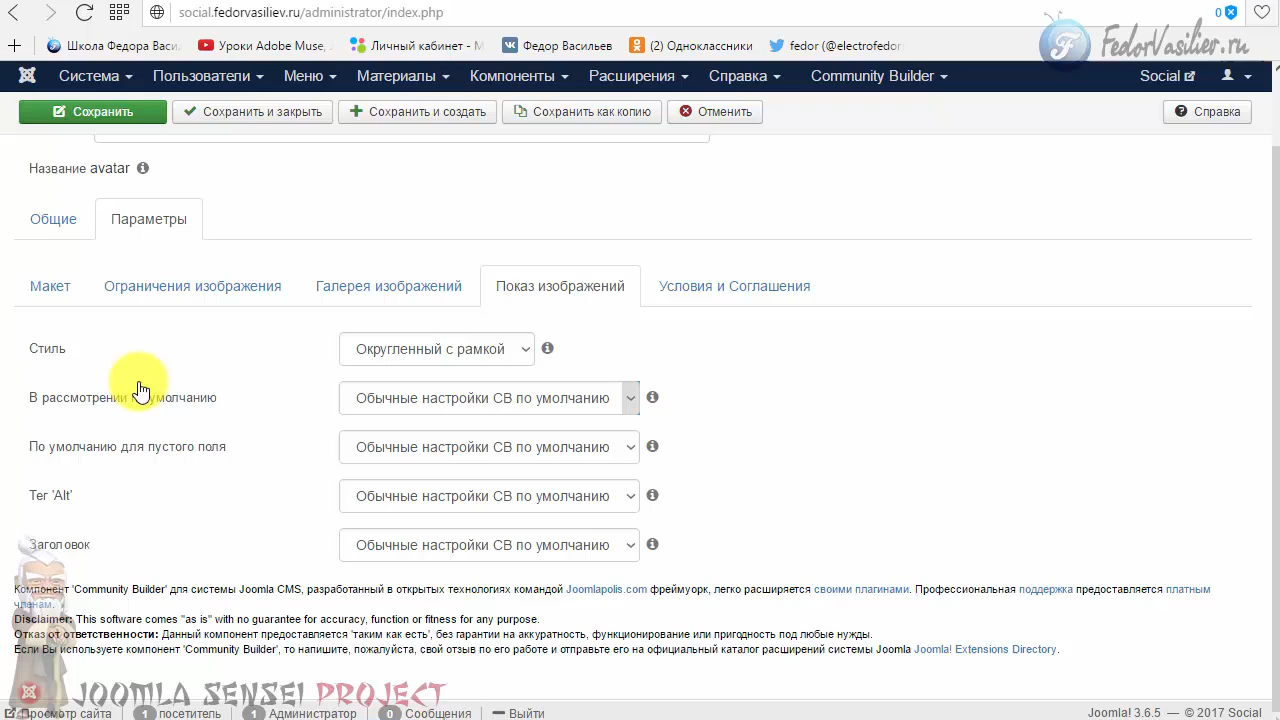 social.fedorvasiliev.ru/administrator/index.php
0
Школа Федора Васи
Уроки Adobe Muse,
Личный кабинет - М
Федор Васильев
(2) Одноклассники
fedor (@electrofedor
FedorVasiliev.ru
Система
Пользователи
Меню
Материалы
Компоненты
Расширения
Справка
Community Builder
Social
Сохранить
Сохранить и закрыть
Сохранить и создать
Сохранить как копию
Отменить
Справка
Название avatar
Общие
Параметры
Макет
Ограничения изображения
Галерея изображений
Показ изображений
Условия и Соглашения
Стиль
Округленный с рамкой
В рассмотрении умолчанию
Обычные настройки CB по умолчанию
По умолчанию для пустого поля
Обычные настройки CB по умолчанию
Тег 'Alt'
Обычные настройки CB по умолчанию
Заголовок
Обычные настройки CB по умолчанию
Компонент 'Community Builder' для системы Joomla CMS, разработанный в открытых технологиях командой Joomlapolis.com фреймуорк, легко расширяется своими плагинами. Профессиональная поддержка предоставляется платным
членам.
Disclaimer: This software comes "as is" with no guarantee for accuracy, function or fitness for any purpose.
Отказ от ответственности: Данный компонент предоставляется 'таким как есть', без гарантии на аккуратность, функционирование или пригодность под любые нужды.
Если Вы используете компонент 'Community Builder', то напишите, пожалуйста, свой отзыв по его работе и отправьте его на официальный каталог расширений системы Joomla Joomla! Extensions Directory.
JOOMLA SENSEI PROJECT
Просмотр сайта
1 посетитель
1 Администратор
0 Сообщения
Выйти
Joomla! 3.6.5 — © 2017 Social